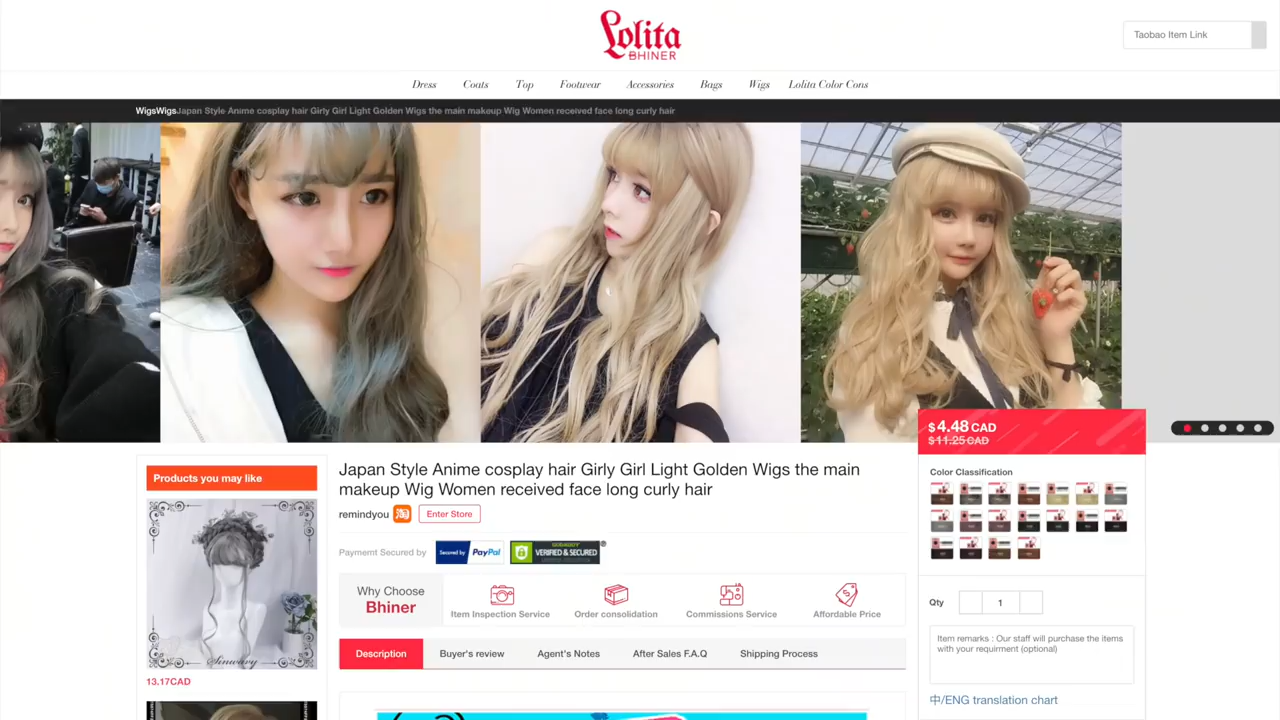 Lolita
BHINER
Taobao Item Link
Dress Coats Top Footwear Accessories Bags Wigs Lolita Color Cons
WigsWigsJapan Style Anime cosplay hair Girly Girl Light Golden Wigs the main makeup Wig Women received face long curly hair
$ 4.48 CAD
$ 11.25 CAD
Products you may like
Japan Style Anime cosplay hair Girly Girl Light Golden Wigs the main
makeup Wig Women received face long curly hair
remindyou 淘 Enter Store
Paymemt Secured by Secured by PayPal VERIFIED & SECURED
Why Choose
Bhiner
Item Inspection Service Order consolidation Commissions Service Affordable Price
Description Buyer's review Agent's Notes After Sales F.A.Q Shipping Process
Sinwavy
13.17CAD
Color Classification
Qty 1
Item remarks : Our staff will purchase the items
with your requirment (optional)
中/ENG translation chart